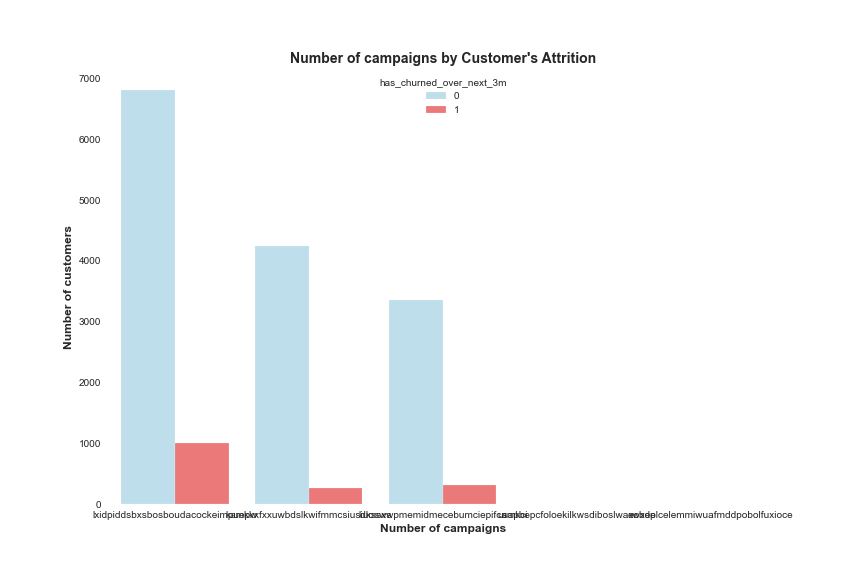 Number of campaigns by Customer's Attrition
has_churned_over_next_3m
0
1
7000
6000
5000
4000
3000
2000
1000
0
Number of customers
Number of campaigns